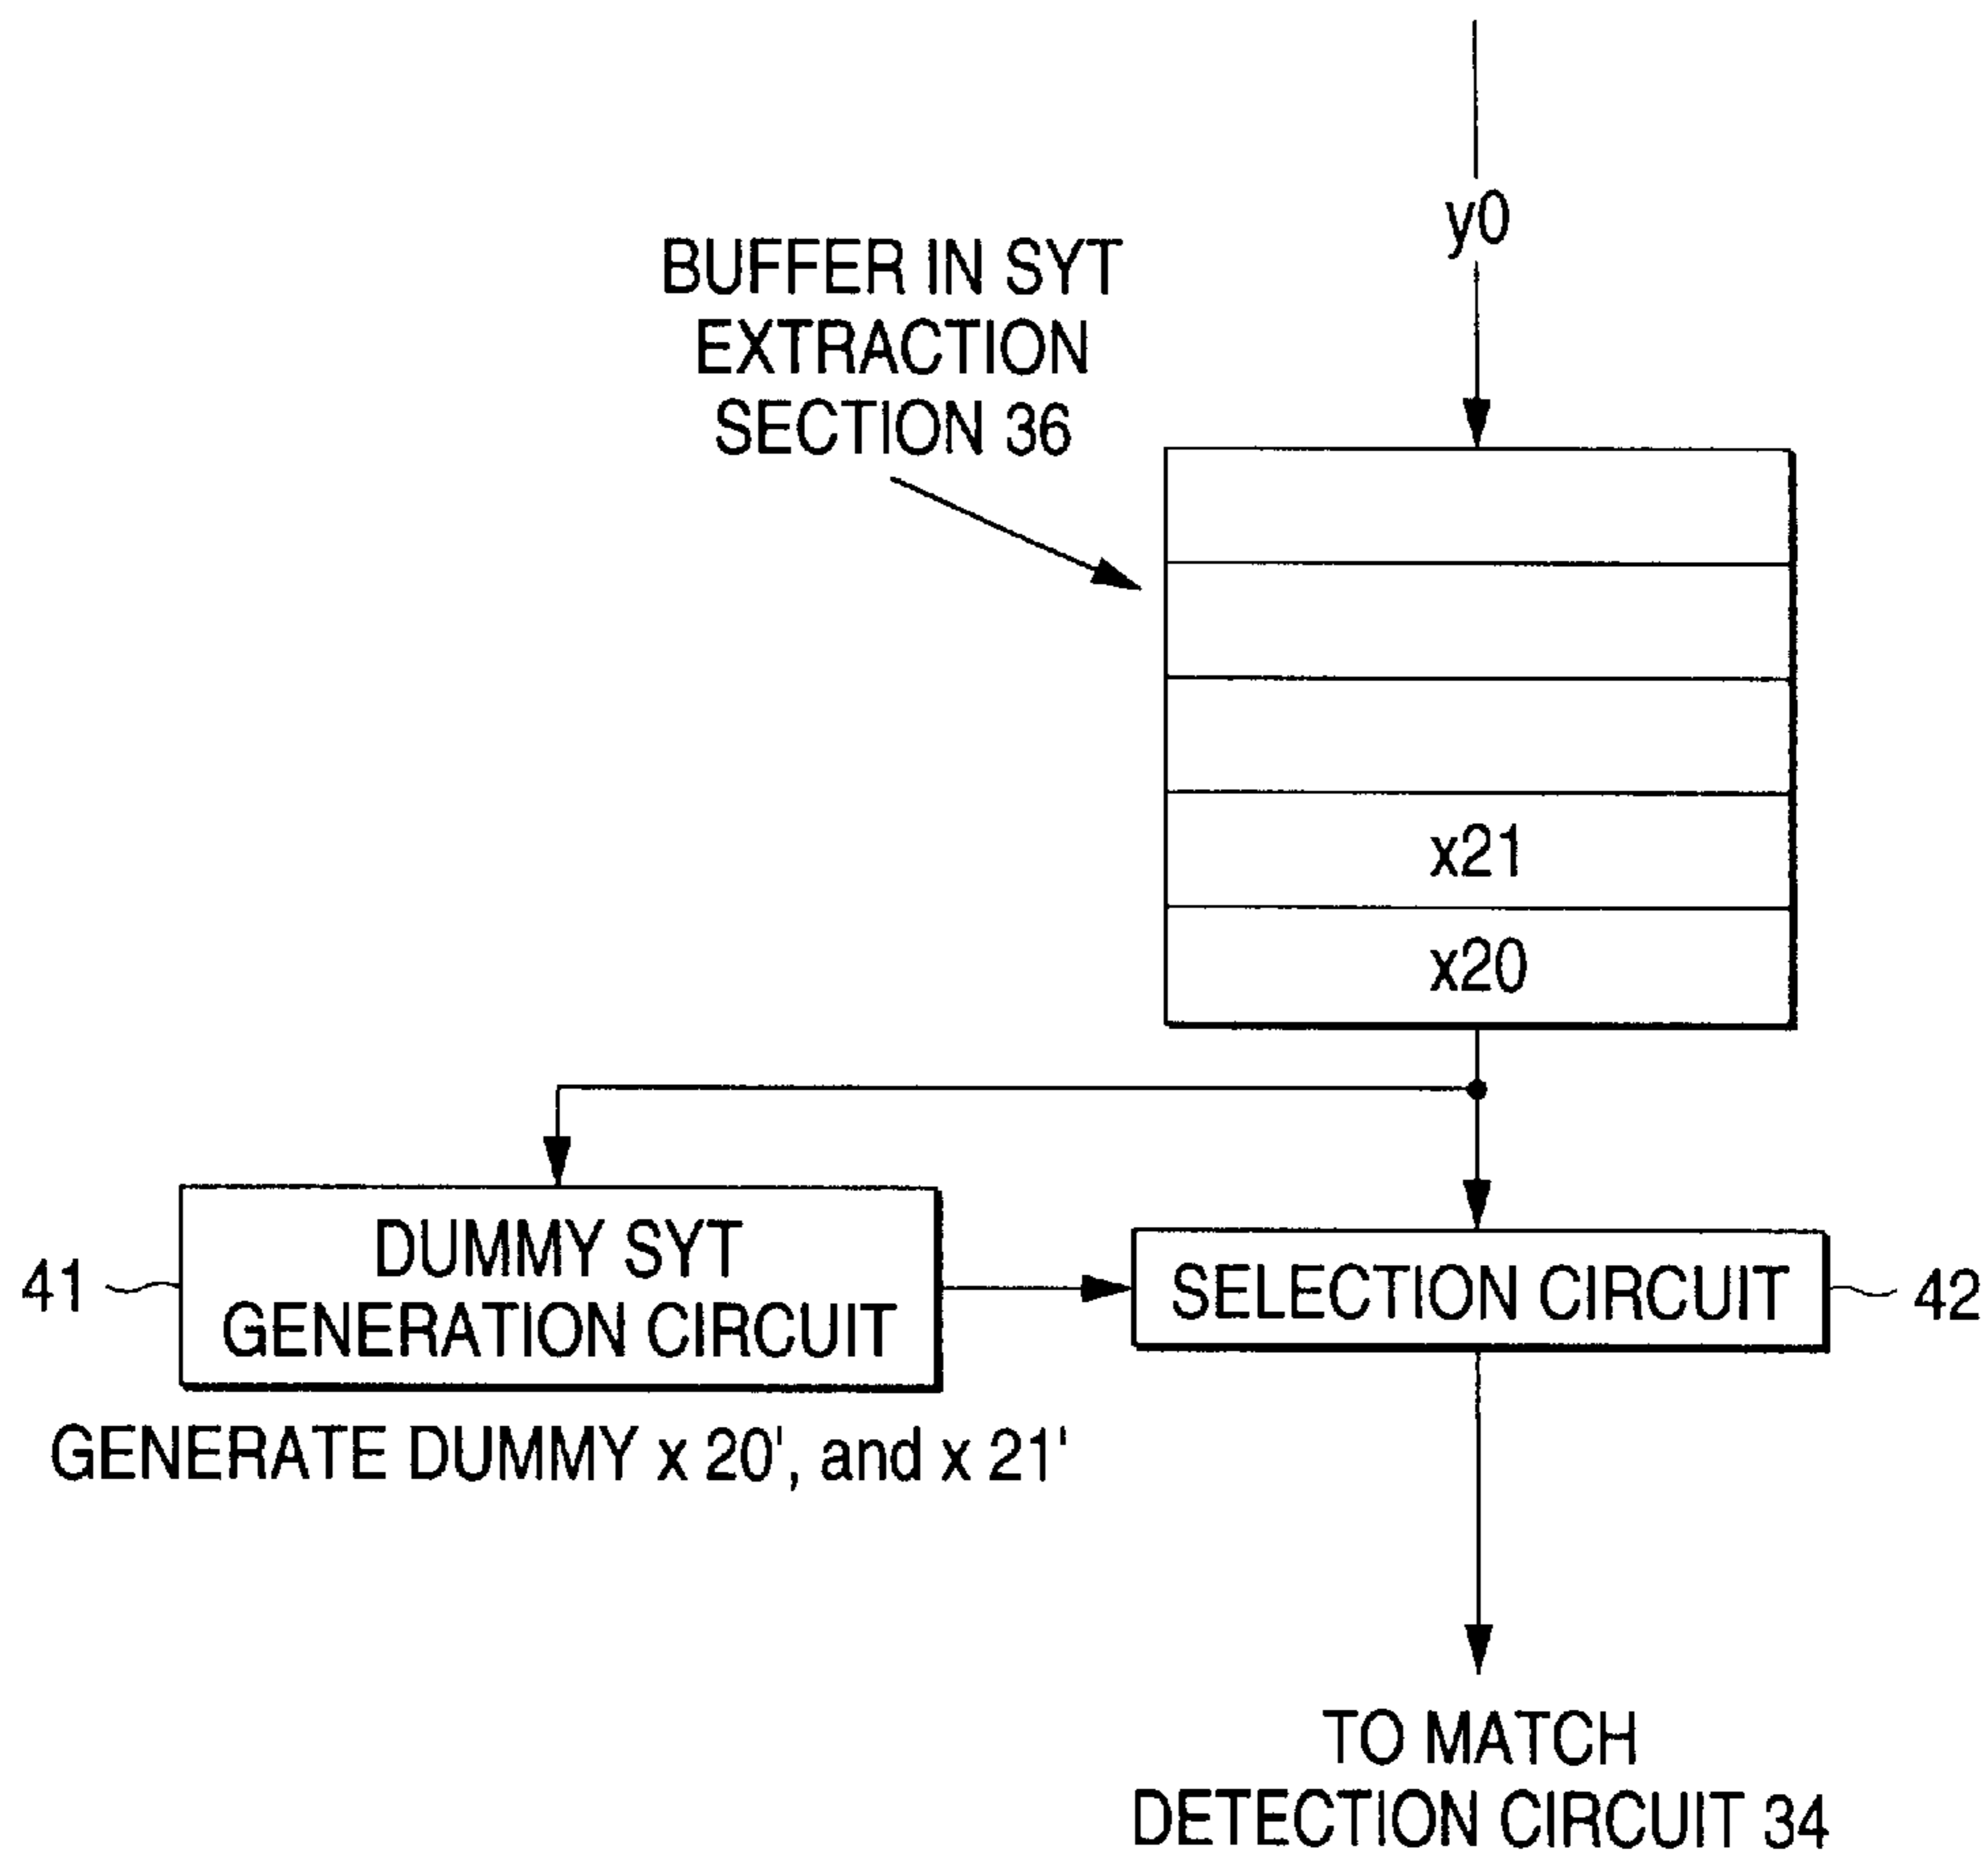 y0
BUFFER IN SYT
EXTRACTION
SECTION 36
x21
x20
41
DUMMY SYT
GENERATION CIRCUIT
SELECTION CIRCUIT
42
GENERATE DUMMY x 20', and x 21'
TO MATCH
DETECTION CIRCUIT 34